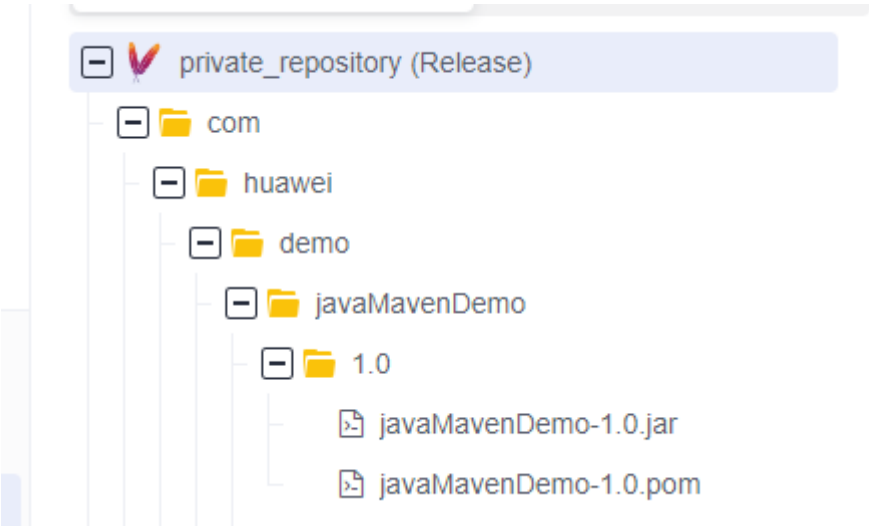 private_repository (Release)
com
huawei
demo
javaMavenDemo
1.0
javaMavenDemo-1.0.jar
javaMavenDemo-1.0.pom